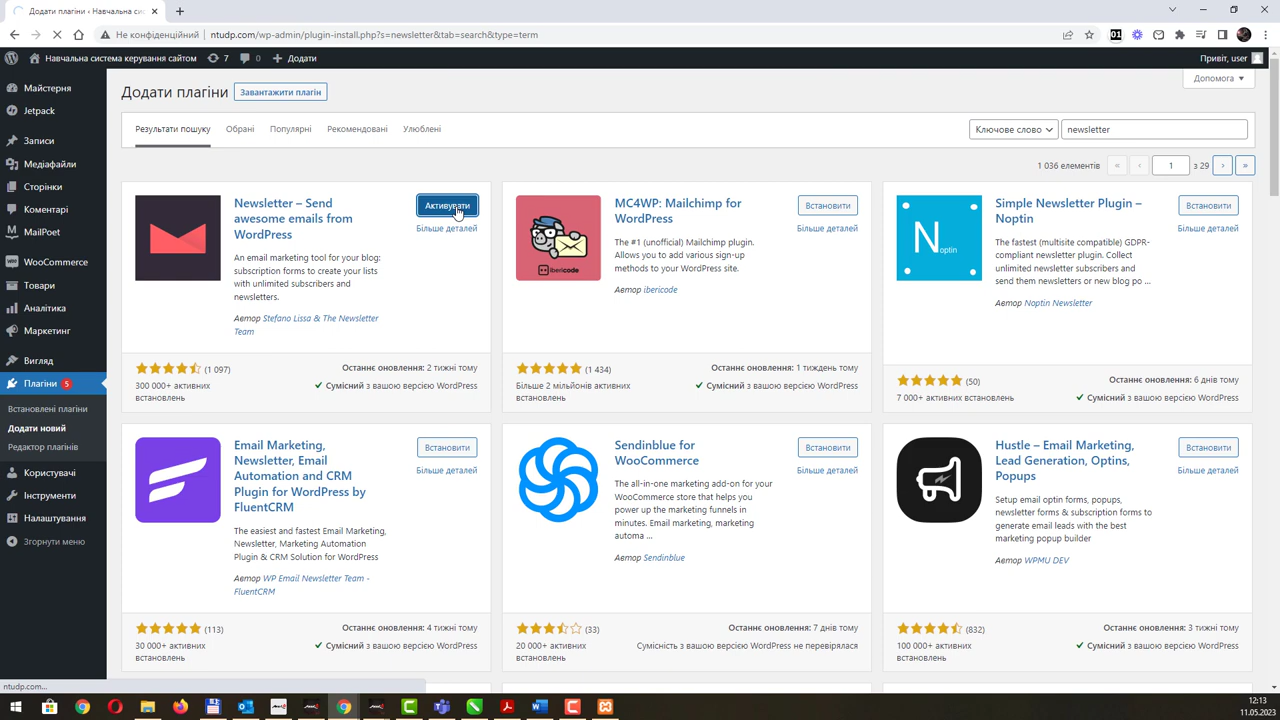 Додати плагіни ‹ Навчальна сис
Не конфіденційний
ntudp.com/wp-admin/plugin-install.php?s=newsletter&tab=search&type=term
Навчальна система керування сайтом
7
0
Додати
Привіт, user
Майстерня
Jetpack
Записи
Медіафайли
Сторінки
Коментарі
MailPoet
WooCommerce
Товари
Аналітика
Маркетинг
Вигляд
Плагіни 5
Встановлені плагіни
Додати новий
Редактор плагінів
Користувачі
Інструменти
Налаштування
Згорнути меню
Додати плагіни
Завантажити плагін
Допомога
Результати пошуку
Обрані
Популярні
Рекомендовані
Улюблені
Ключове слово
newsletter
1 036 елементів
«
‹
1
з 29
›
»
Newsletter – Send
awesome emails from
WordPress
Активувати
Більше деталей
An email marketing tool for your blog:
subscription forms to create your lists
with unlimited subscribers and
newsletters.
Автор Stefano Lissa & The Newsletter
Team
(1 097)
300 000+ активних
встановлень
Останнє оновлення: 2 тижні тому
Сумісний з вашою версією WordPress
MC4WP: Mailchimp for
WordPress
Встановити
Більше деталей
The #1 (unofficial) Mailchimp plugin.
Allows you to add various sign-up
methods to your WordPress site.
Автор ibericode
ibericode
(1 434)
Більше 2 мільйонів активних
встановлень
Останнє оновлення: 1 тиждень тому
Сумісний з вашою версією WordPress
Simple Newsletter Plugin –
Noptin
Встановити
Більше деталей
The fastest (multisite compatible) GDPR-
compliant newsletter plugin. Collect
unlimited newsletter subscribers and
send them newsletters or new blog po ...
Автор Noptin Newsletter
Noptin
(50)
7 000+ активних встановлень
Останнє оновлення: 6 днів тому
Сумісний з вашою версією WordPress
Email Marketing,
Newsletter, Email
Automation and CRM
Plugin for WordPress by
FluentCRM
Встановити
Більше деталей
The easiest and fastest Email Marketing,
Newsletter, Marketing Automation
Plugin & CRM Solution for WordPress
Автор WP Email Newsletter Team -
FluentCRM
(113)
30 000+ активних
встановлень
Останнє оновлення: 4 тижні тому
Сумісний з вашою версією WordPress
Sendinblue for
WooCommerce
Встановити
Більше деталей
The all-in-one marketing add-on for your
WooCommerce store that helps you
power up the marketing funnels in
minutes. Email marketing, marketing
automa ...
Автор Sendinblue
(33)
20 000+ активних
встановлень
Останнє оновлення: 7 днів тому
Сумісність з вашою версією WordPress не перевірялася
Hustle – Email Marketing,
Lead Generation, Optins,
Popups
Встановити
Більше деталей
Setup email optin forms, popups,
newsletter forms & subscription forms to
generate email leads with the best
marketing popup builder
Автор WPMU DEV
(832)
100 000+ активних
встановлень
Останнє оновлення: 3 тижні тому
Сумісний з вашою версією WordPress
ntudp.com...
12:13
11.05.2023